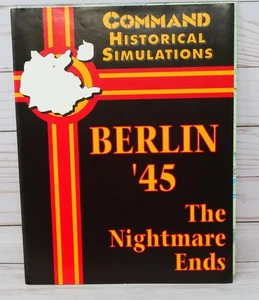 COMMAND
HISTORICAL
SIMULATIONS
BERLIN
'45
The
Nightmare
Ends